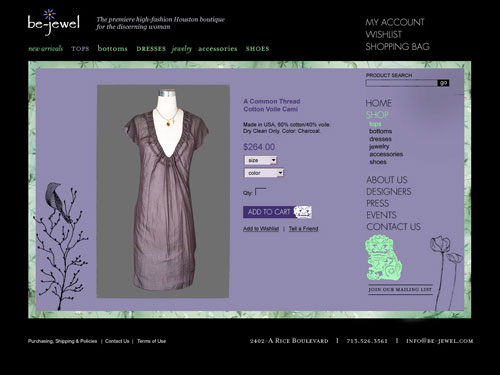 be-jewel
The premiere high-fashion Houston boutique
for the discerning woman
MY ACCOUNT
WISHLIST
SHOPPING BAG
new arrivals TOPS bottoms DRESSES jewelry accessories SHOES
PRODUCT SEARCH
go
A Common Thread
Cotton Voile Cami
Made in USA, 60% cotton/40% voile.
Dry Clean Only. Color: Charcoal.
$264.00
size
color
Qty:
ADD TO CART
Add to Wishlist | Tell a Friend
HOME
SHOP
tops
bottoms
dresses
jewelry
accessories
shoes
ABOUT US
DESIGNERS
PRESS
EVENTS
CONTACT US
JOIN OUR MAILING LIST
Purchasing, Shipping & Policies | Contact Us | Terms of Use
2402-A Rice Boulevard | 713.526.3561 | info@be-jewel.com